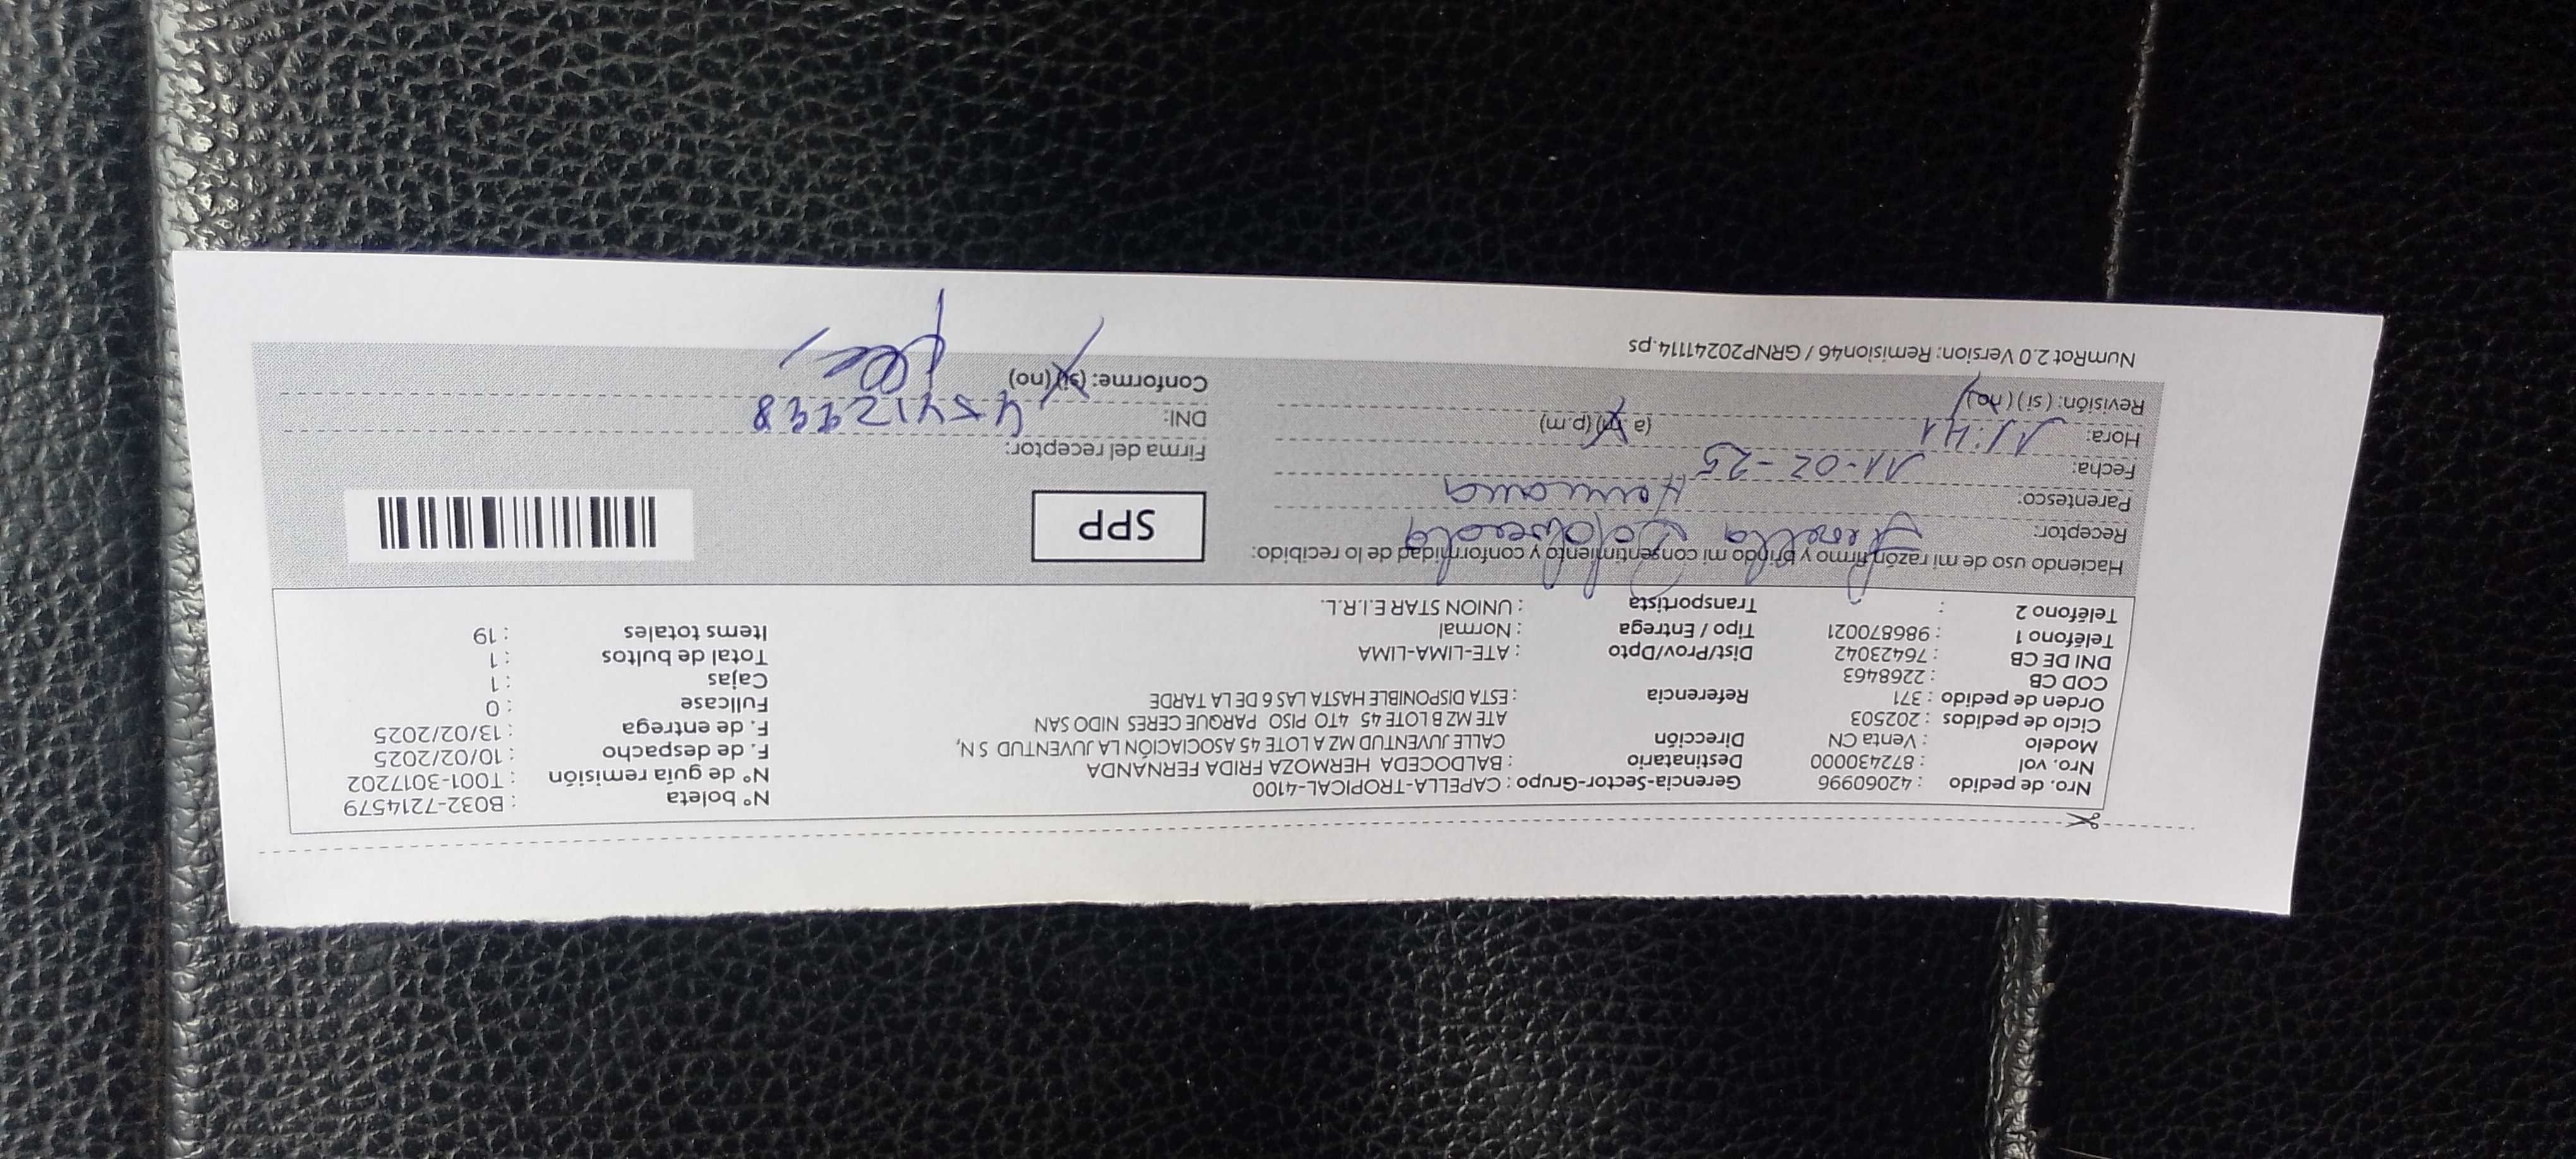 Nro. de pedido : 42060996 Gerencia-Sector-Grupo : CAPELLA-TROPICAL-4100 N° boleta : B032-7214579
Nro. vol : 872430000 Destinatario : BALDOCEDA HERMOZA FRIDA FERNANDA N° de guía remisión : T001-3017202
Modelo : Venta CN Dirección CALLE JUVENTUD MZ A LOTE 45 ASOCIACIÓN LA JUVENTUD S N, F. de despacho : 10/02/2025
Ciclo de pedidos : 202503 ATE MZ B LOTE 45 4TO PISO PARQUE CERES NIDO SAN F. de entrega : 13/02/2025
Orden de pedido : 371 Referencia : ESTA DISPONIBLE HASTA LAS 6 DE LA TARDE Fullcase : 0
COD CB : 2268463 Cajas : 1
DNI DE CB : 76423042 Dist/Prov/Dpto : ATE-LIMA-LIMA Total de bultos : 1
Teléfono 1 : 986870021 Tipo / Entrega : Normal Items totales : 19
Teléfono 2 : Transportista : UNION STAR E.I.R.L.
Haciendo uso de mi razón firmo y brindo mi consentimiento y conformidad de lo recibido:
Receptor:
SPP
Parentesco: Hermana
Fecha: 11-02-25 Firma del receptor:
Hora: 11:41 (a.m) (p.m) DNI:
Revisión: (si) (no) Conforme: (si) (no)
NumRot 2.0 Version: Remision46 / GRNP20241114.ps